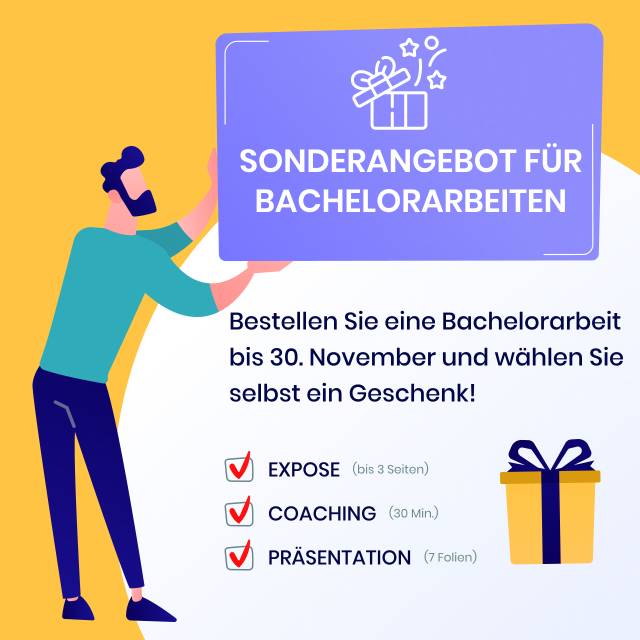 SONDERANGEBOT FÜR
BACHELORARBEITEN
Bestellen Sie eine Bachelorarbeit
bis 30. November und wählen Sie
selbst ein Geschenk!
EXPOSE (bis 3 Seiten)
COACHING (30 Min.)
PRÄSENTATION (7 Folien)